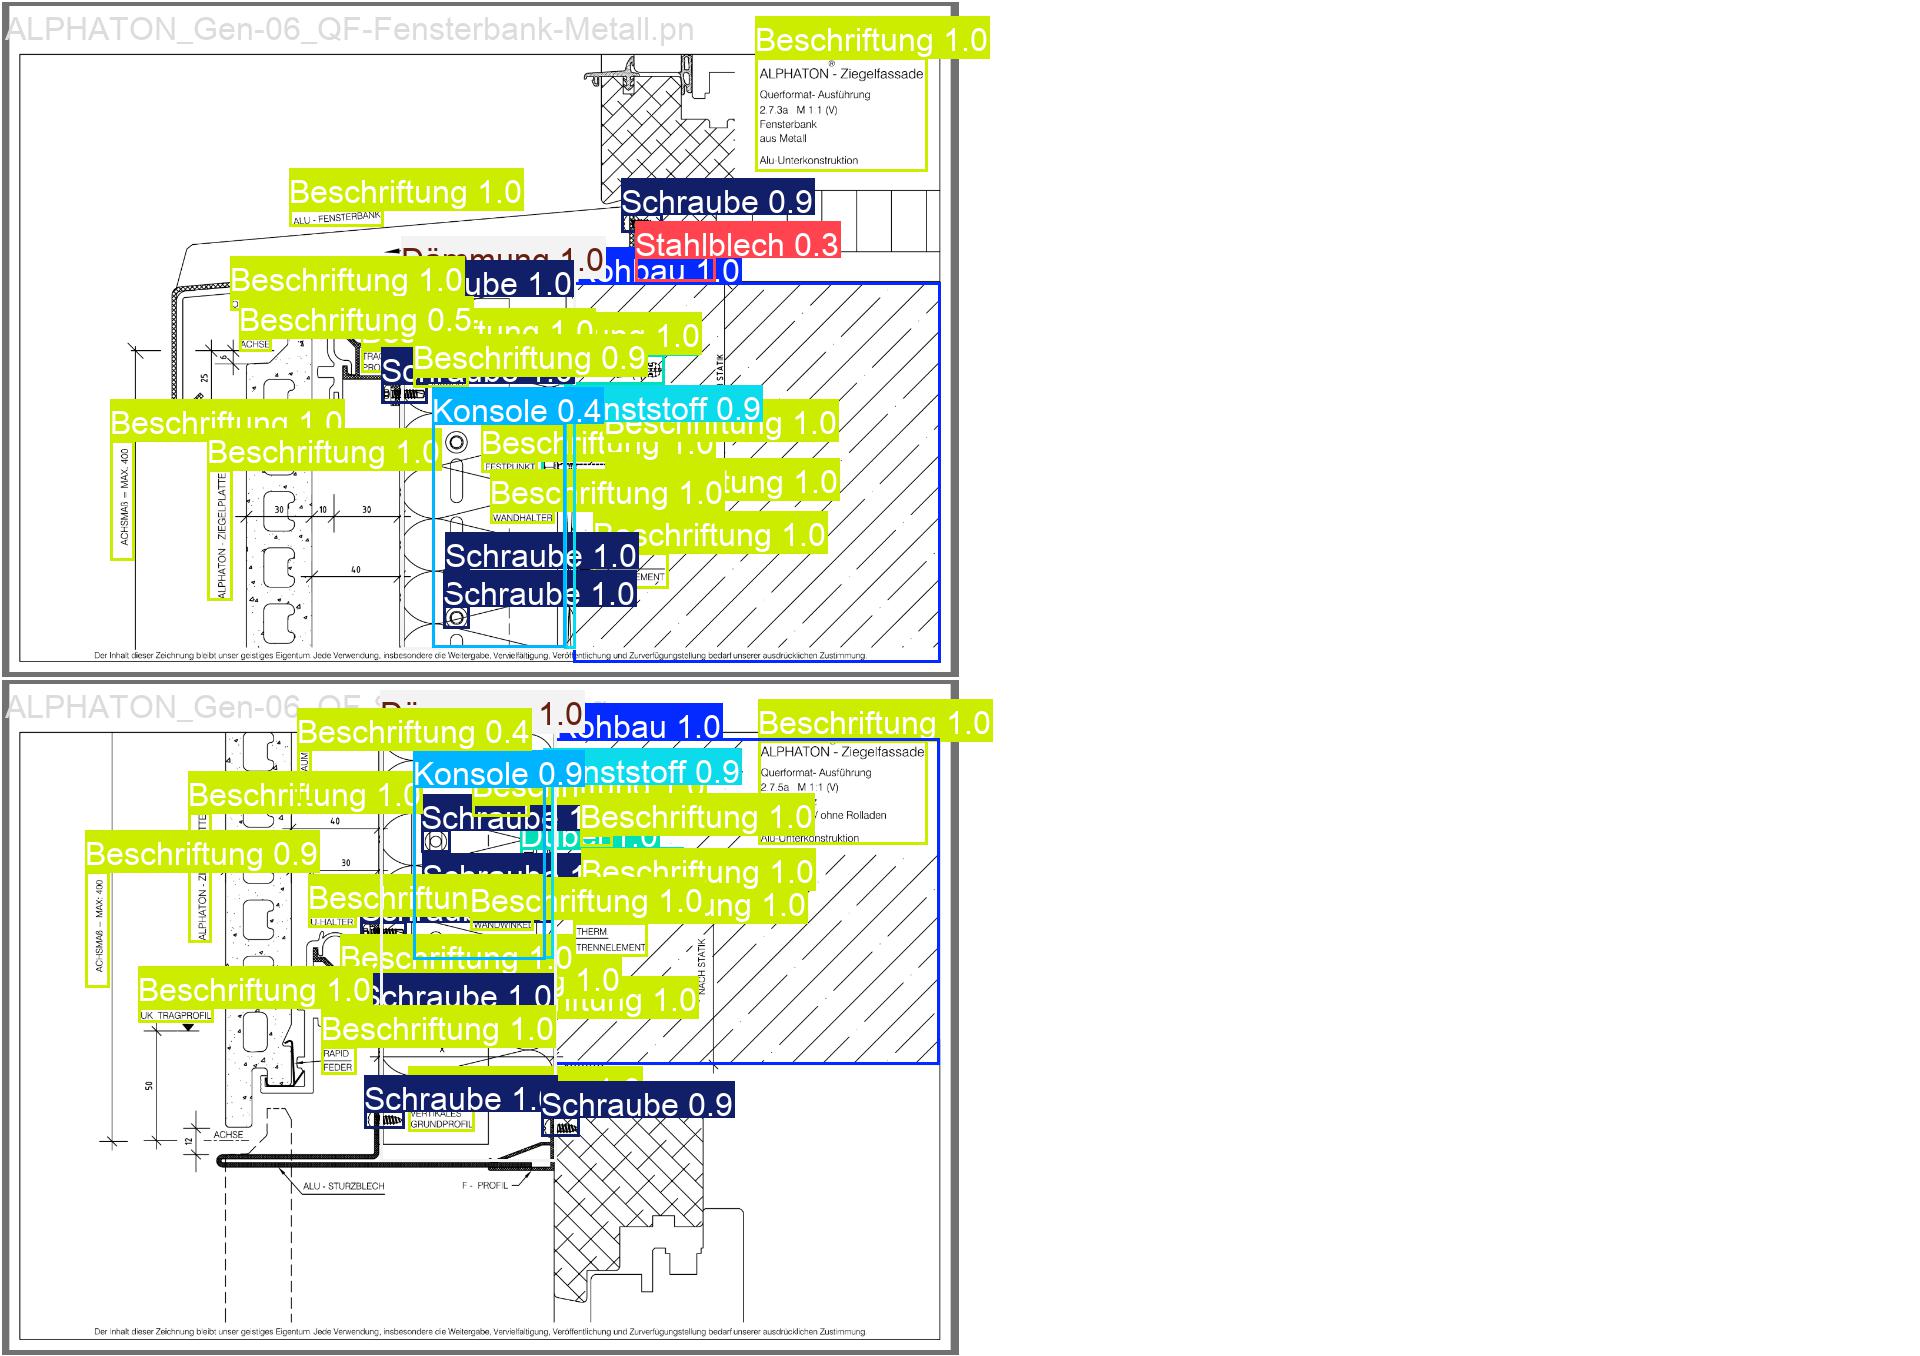 ALPHATON_Gen-06_QF-Fensterbank-Metall.pn
Beschriftung 1.0
ALPHATON® - Ziegelfassade
Querformat- Ausführung
2.7.3a M 1:1 (V)
Fensterbank
aus Metall
Alu-Unterkonstruktion
Beschriftung 1.0
ALU - FENSTERBANK
Schraube 0.9
Stahlblech 0.3
1.0
ohbau 1.0
Beschriftung 1.0
ube 1.0
Beschriftung 0.5
tung 1.0
1.0
ACHSE
Beschriftung 0.9
6
25
STATIK
Konsole 0.4
nststoff 0.9
Beschriftung 1.0
Beschriftung 1.0
Beschriftung 1.0
Beschriftung 1.0
FESTPUNKT
ACHSMAß = MAX. 400
ALPHATON - ZIEGELPLATTE
Beschriftung 1.0
tung 1.0
WANDHALTER
30
10
30
Beschriftung 1.0
Schraube 1.0
EMENT
40
Schraube 1.0
Der Inhalt dieser Zeichnung bleibt unser geistiges Eigentum. Jede Verwendung, insbesondere die Weitergabe, Vervielfältigung, Veröffentlichung und Zurverfügungstellung bedarf unserer ausdrücklichen Zustimmung.
ALPHATON_Gen-06_QF
1.0
ohbau 1.0
Beschriftung 1.0
Beschriftung 0.4
ALPHATON - Ziegelfassade
Querformat- Ausführung
2.7.5a M 1:1 (V)
/ ohne Rolladen
Alu-Unterkonstruktion
Konsole 0.9
nststoff 0.9
Beschriftung 1.0
Schraube 1
Beschriftung 1.0
Dübel 1.0
40
Beschriftung 0.9
30
Beschriftung 1.0
ACHSMAß = MAX. 400
Beschriftun
Beschriftung 1.0
ung 1.0
U.HALTER
WANDWINKEL
THERM.
TRENNELEMENT
Beschriftung 1.0
NACH STATIK
Beschriftung 1.0
Schraube 1.0
1.0
UK TRAGPROFIL
Beschriftung 1.0
RAPID
FEDER
X
50
Schraube 1.
Schraube 0.9
VERTIKALES
GRUNDPROFIL
12
ACHSE
ALU - STURZBLECH
F - PROFIL
Der Inhalt dieser Zeichnung bleibt unser geistiges Eigentum. Jede Verwendung, insbesondere die Weitergabe, Vervielfältigung, Veröffentlichung und Zurverfügungstellung bedarf unserer ausdrücklichen Zustimmung.